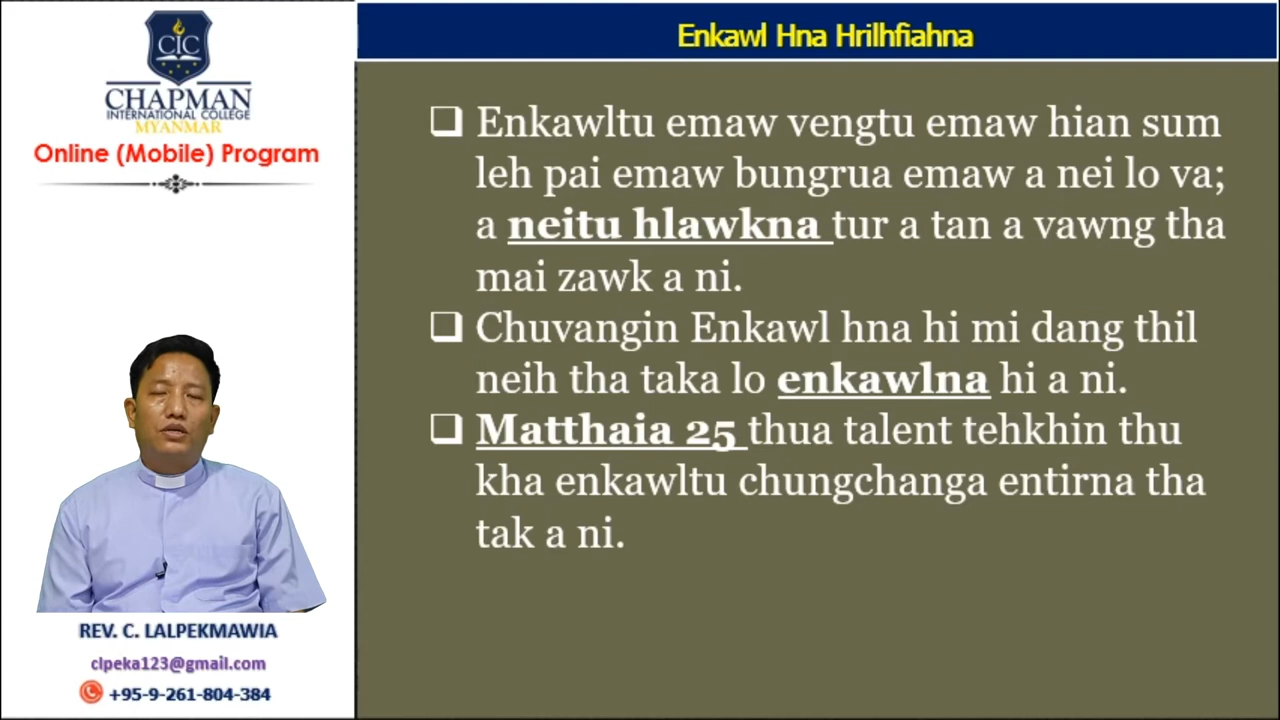 CIC
CHAPMAN
INTERNATIONAL COLLEGE
MYANMAR
Online (Mobile) Program
REV. C. LALPEKMAWIA
clpeka123@gmail.com
+95-9-261-804-384
Enkawl Hna Hrilhfiahna
❑ Enkawltu emaw vengtu emaw hian sum
leh pai emaw bungrua emaw a nei lo va;
a neitu hlawkna tur a tan a vawng tha
mai zawk a ni.
❑ Chuvangin Enkawl hna hi mi dang thil
neih tha taka lo enkawlna hi a ni.
❑ Matthaia 25 thua talent tehkhin thu
kha enkawltu chungchanga entirna tha
tak a ni.